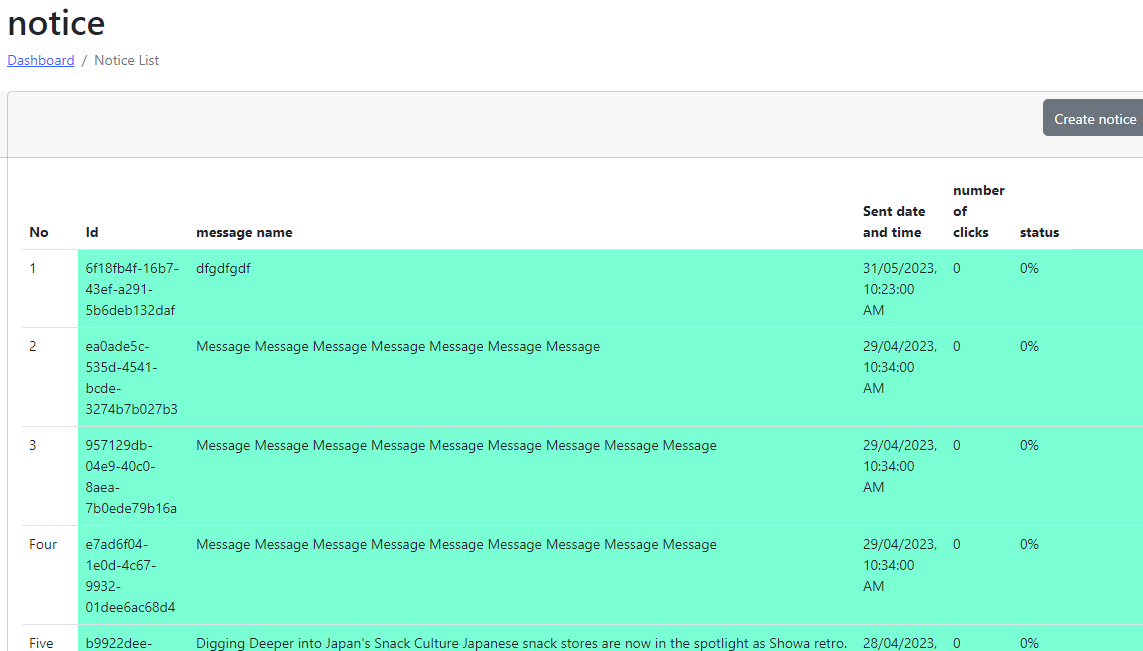 notice
Dashboard / Notice List
Create notice
No Id message name Sent date and time number of clicks status
1 6f18fb4f-16b7-43ef-a291-5b6deb132daf dfgdfgdf 31/05/2023, 10:23:00 AM 0 0%
2 ea0ade5c-535d-4541-bcde-3274b7b027b3 Message Message Message Message Message Message Message 29/04/2023, 10:34:00 AM 0 0%
3 957129db-04e9-40c0-8aea-7b0ede79b16a Message Message Message Message Message Message Message Message Message 29/04/2023, 10:34:00 AM 0 0%
Four e7ad6f04-1e0d-4c67-9932-01dee6ac68d4 Message Message Message Message Message Message Message Message Message 29/04/2023, 10:34:00 AM 0 0%
Five b9922dee- Digging Deeper into Japan's Snack Culture Japanese snack stores are now in the spotlight as Showa retro. 28/04/2023, 0 0%